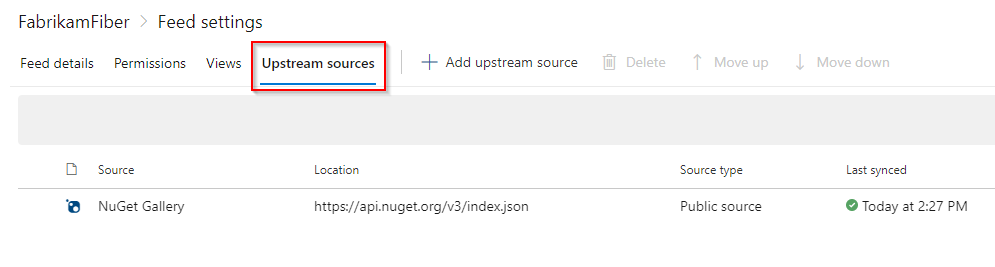 FabrikamFiber > Feed settings
Feed details Permissions Views Upstream sources + Add upstream source Delete ↑ Move up ↓ Move down
Source Location Source type Last synced
NuGet Gallery https://api.nuget.org/v3/index.json Public source Today at 2:27 PM